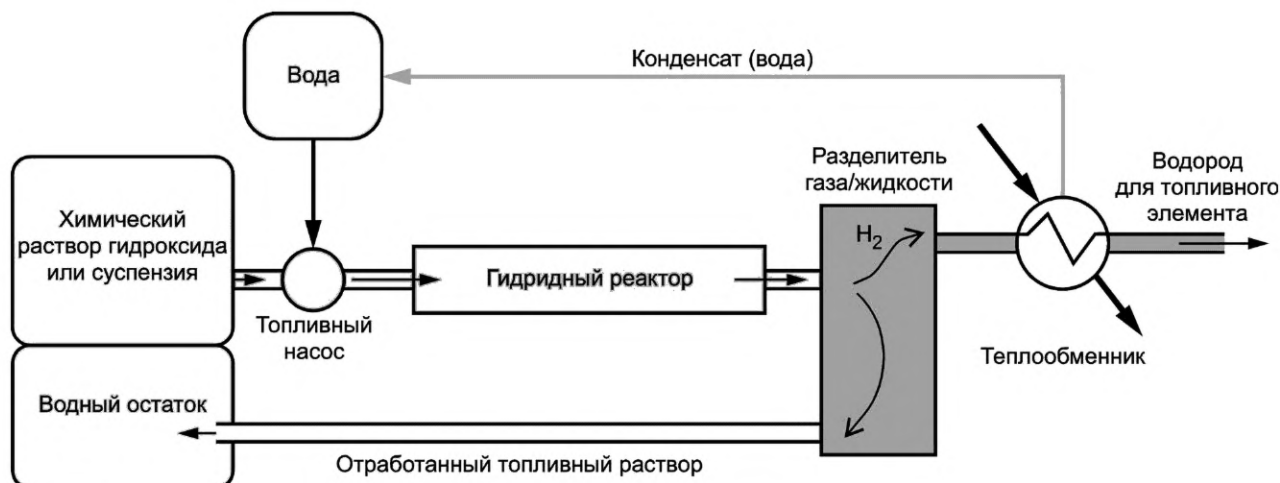 Вода
Конденсат (вода)
Химический
раствор гидроксида
или суспензия
Топливный
насос
Гидридный реактор
Разделитель
газа/жидкости
H2
Водород
для топливного
элемента
Теплообменник
Водный остаток
Отработанный топливный раствор